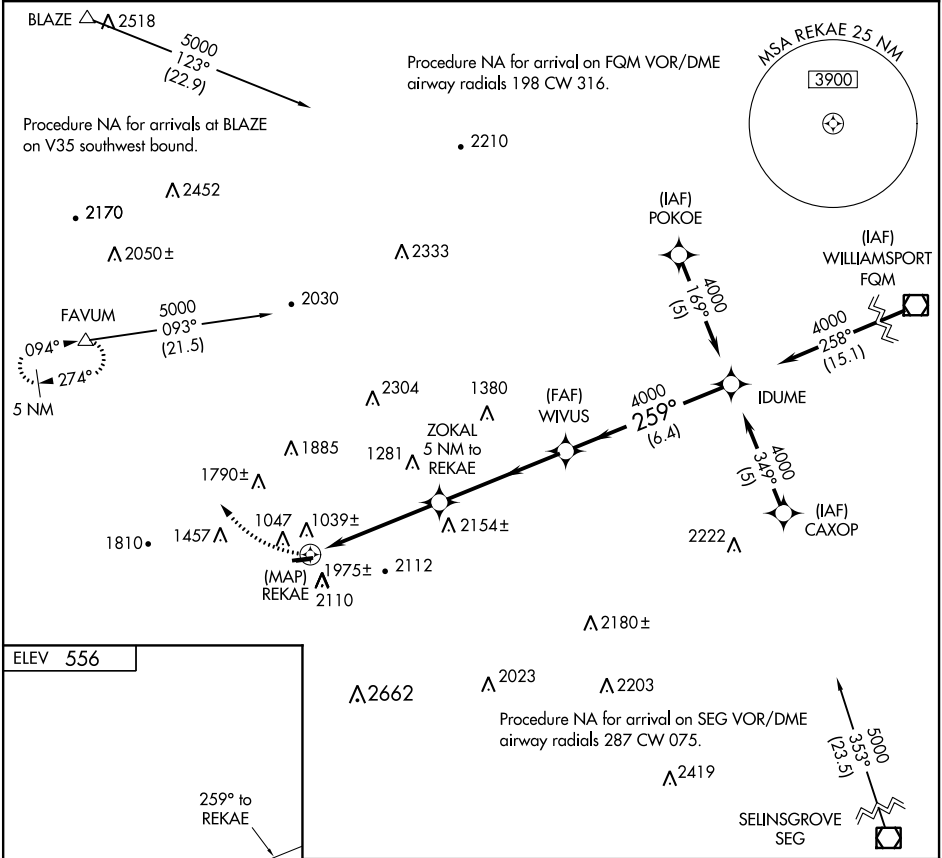 BLAZE
2518
5000
123°
(22.9)
Procedure NA for arrival on FQM VOR/DME
airway radials 198 CW 316.
MSA REKAE 25 NM
3900
Procedure NA for arrivals at BLAZE
on V35 southwest bound.
2210
2452
2170
2050±
2333
(IAF)
POKOE
(IAF)
WILLIAMSPORT
FQM
FAVUM
5000
093°
(21.5)
2030
4000
169°
(5)
4000
258°
(15.1)
094°
274°
5 NM
2304
1380
(FAF)
WIVUS
4000
259°
(6.4)
IDUME
ZOKAL
5 NM to
REKAE
1885
1281
1790±
4000
349°
(5)
(IAF)
CAXOP
1810
1457
1047
1039±
2154±
2222
(MAP)
REKAE
1975±
2112
2110
2180±
ELEV 556
2662
2023
2203
Procedure NA for arrival on SEG VOR/DME
airway radials 287 CW 075.
5000
353°
(23.5)
2419
259° to
REKAE
SELINSGROVE
SEG